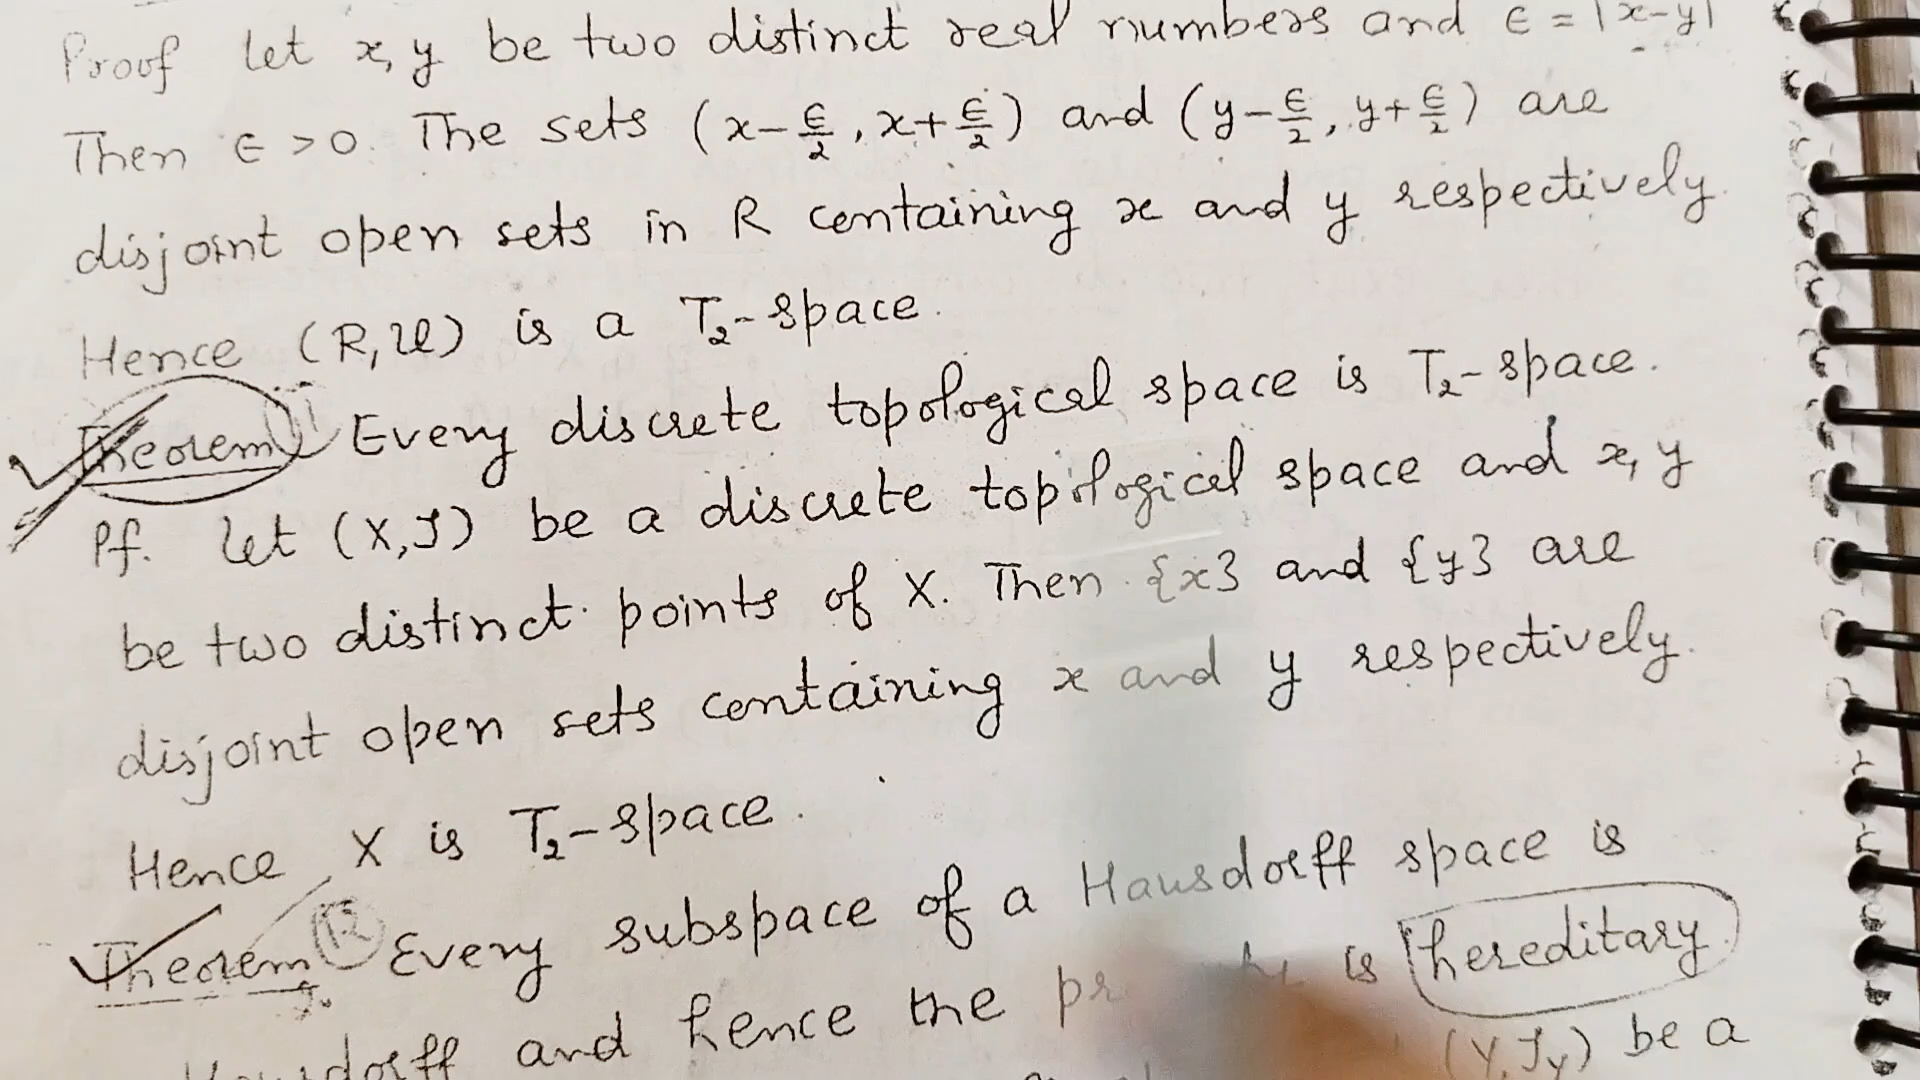 Proof Let x, y be two distinct real numbers and ϵ = |x-y|
Then ϵ > 0. The sets (x-ϵ/2, x+ϵ/2) and (y-ϵ/2, y+ϵ/2) are
disjoint open sets in R containing x and y respectively.
Hence (R, U) is a T₂-space.
Theorem Every discrete topological space is T₂-space.
Pf. Let (X, J) be a discrete topological space and x, y
be two distinct points of X. Then {x} and {y} are
disjoint open sets containing x and y respectively.
Hence X is T₂-space.
Theorem (R) Every subspace of a Hausdorff space is
Hausdorff and hence the is hereditary.
(Y, J_Y) be a